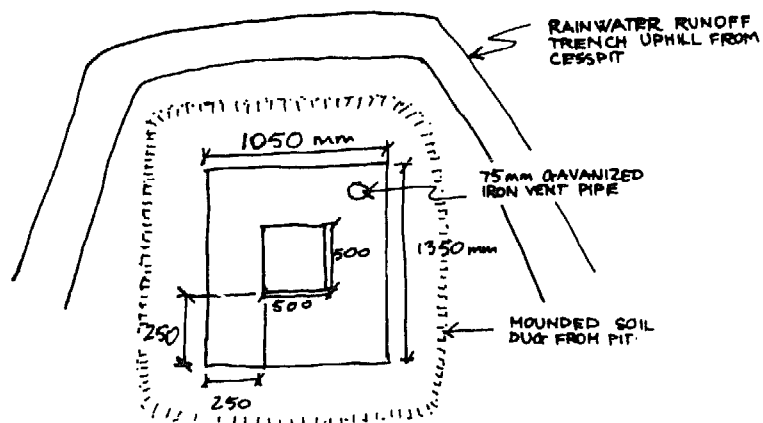 RAINWATER RUNOFF
TRENCH UPHILL FROM
CESSPIT
1050 mm
75mm GALVANIZED
IRON VENT PIPE
500
1350 mm
500
250
MOUNDED SOIL
DUG FROM PIT.
250